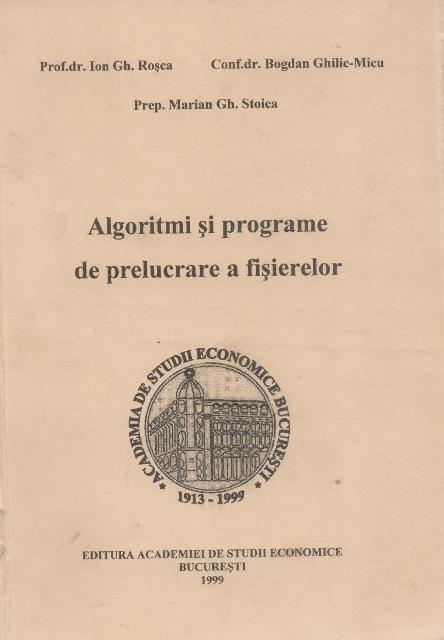 Prof.dr. Ion Gh. Roşca Conf.dr. Bogdan Ghilic-Micu
Prep. Marian Gh. Stoica
Algoritmi şi programe
de prelucrare a fişierelor
* ACADEMIA DE STUDII ECONOMICE BUCUREŞTI *
1913 - 1999
EDITURA ACADEMIEI DE STUDII ECONOMICE
BUCUREŞTI
1999